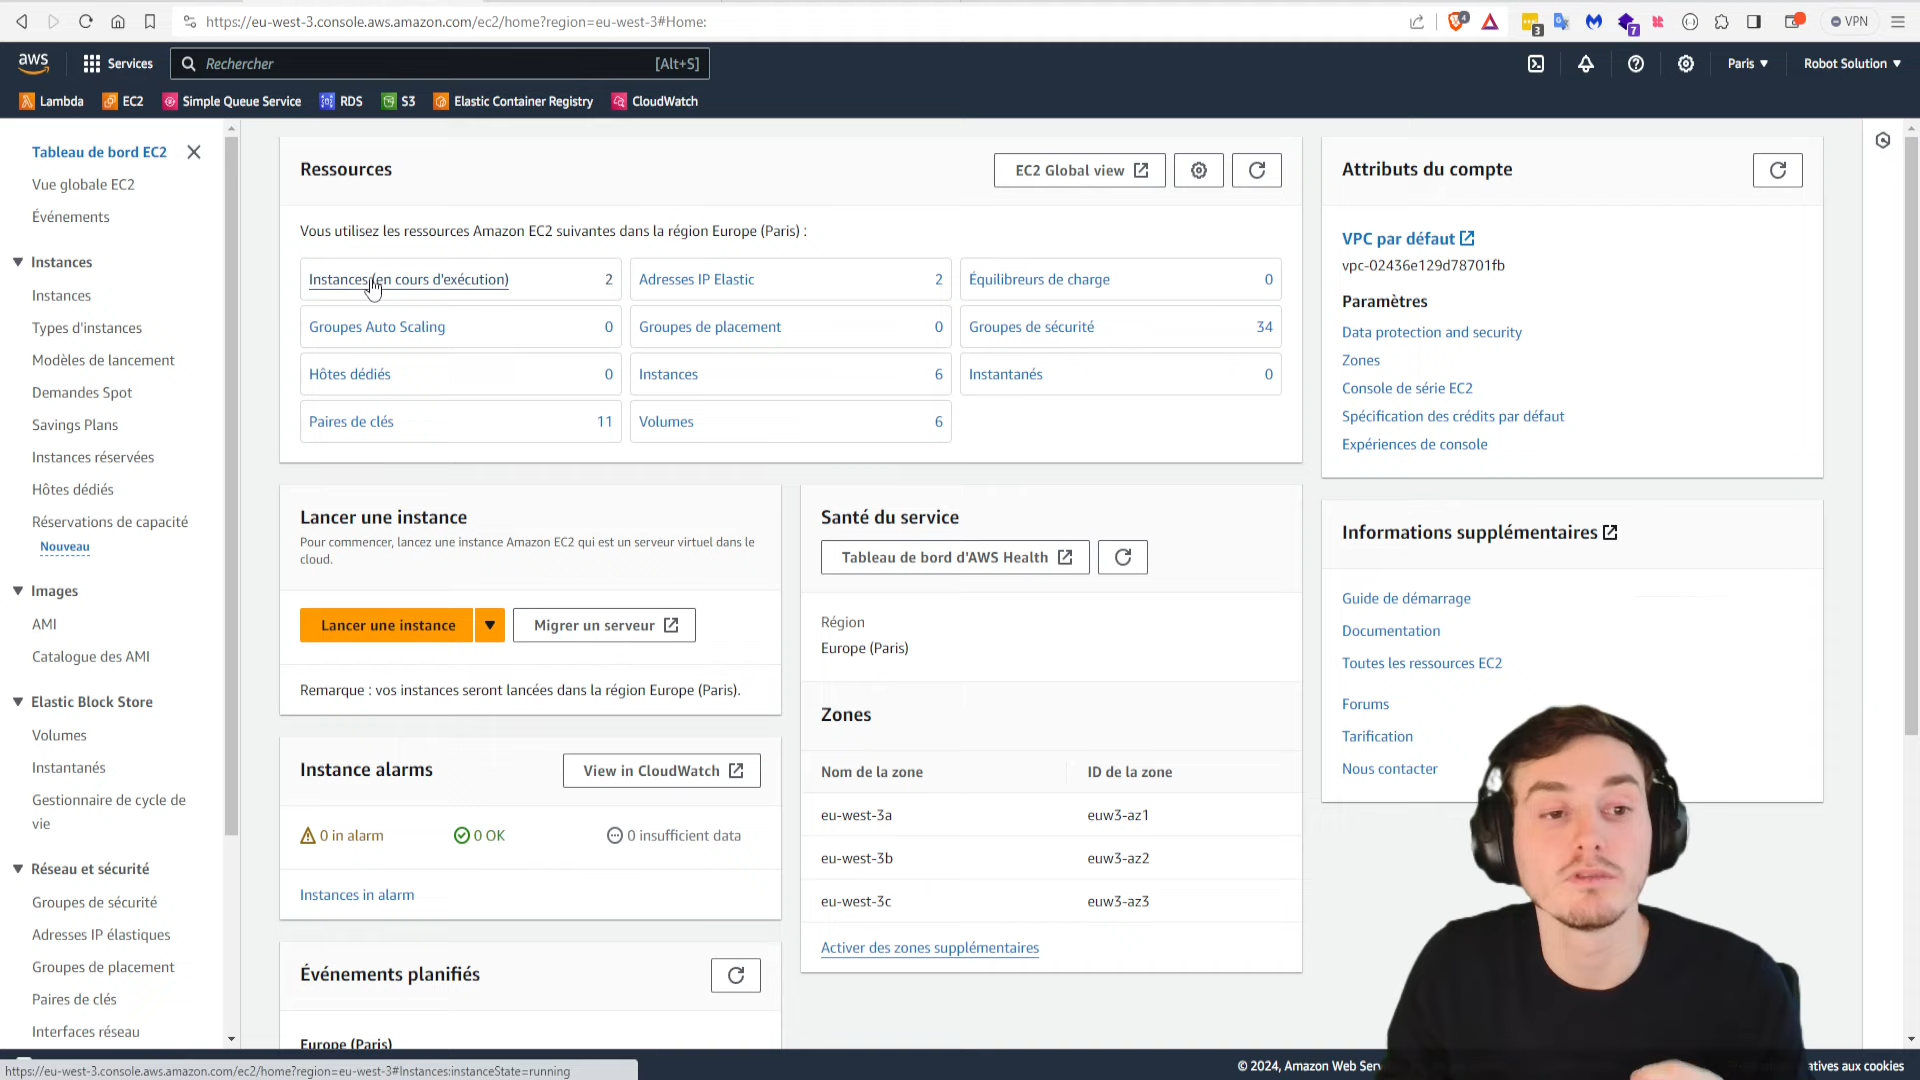 https://eu-west-3.console.aws.amazon.com/ec2/home?region=eu-west-3#Home:
4
3
7
VPN
aws
Services
Rechercher
[Alt+S]
Paris
Robot Solution
Lambda
EC2
Simple Queue Service
RDS
S3
Elastic Container Registry
CloudWatch
Tableau de bord EC2
Vue globale EC2
Événements
Instances
Instances
Types d'instances
Modèles de lancement
Demandes Spot
Savings Plans
Instances réservées
Hôtes dédiés
Réservations de capacité
Nouveau
Images
AMI
Catalogue des AMI
Elastic Block Store
Volumes
Instantanés
Gestionnaire de cycle de
vie
Réseau et sécurité
Groupes de sécurité
Adresses IP élastiques
Groupes de placement
Paires de clés
Interfaces réseau
Ressources
EC2 Global view
Vous utilisez les ressources Amazon EC2 suivantes dans la région Europe (Paris) :
Instances (en cours d'exécution) 2
Adresses IP Elastic 2
Équilibreurs de charge 0
Groupes Auto Scaling 0
Groupes de placement 0
Groupes de sécurité 34
Hôtes dédiés 0
Instances 6
Instantanés 0
Paires de clés 11
Volumes 6
Lancer une instance
Pour commencer, lancez une instance Amazon EC2 qui est un serveur virtuel dans le
cloud.
Lancer une instance
Migrer un serveur
Remarque : vos instances seront lancées dans la région Europe (Paris).
Instance alarms
View in CloudWatch
0 in alarm
0 OK
0 insufficient data
Instances in alarm
Événements planifiés
Europe (Paris)
Santé du service
Tableau de bord d'AWS Health
Région
Europe (Paris)
Zones
Nom de la zone ID de la zone
eu-west-3a euw3-az1
eu-west-3b euw3-az2
eu-west-3c euw3-az3
Activer des zones supplémentaires
Attributs du compte
VPC par défaut
vpc-02436e129d78701fb
Paramètres
Data protection and security
Zones
Console de série EC2
Spécification des crédits par défaut
Expériences de console
Informations supplémentaires
Guide de démarrage
Documentation
Toutes les ressources EC2
Forums
Tarification
Nous contacter
https://eu-west-3.console.aws.amazon.com/ec2/home?region=eu-west-3#Instances:instanceState=running
© 2024, Amazon Web
aux cookies